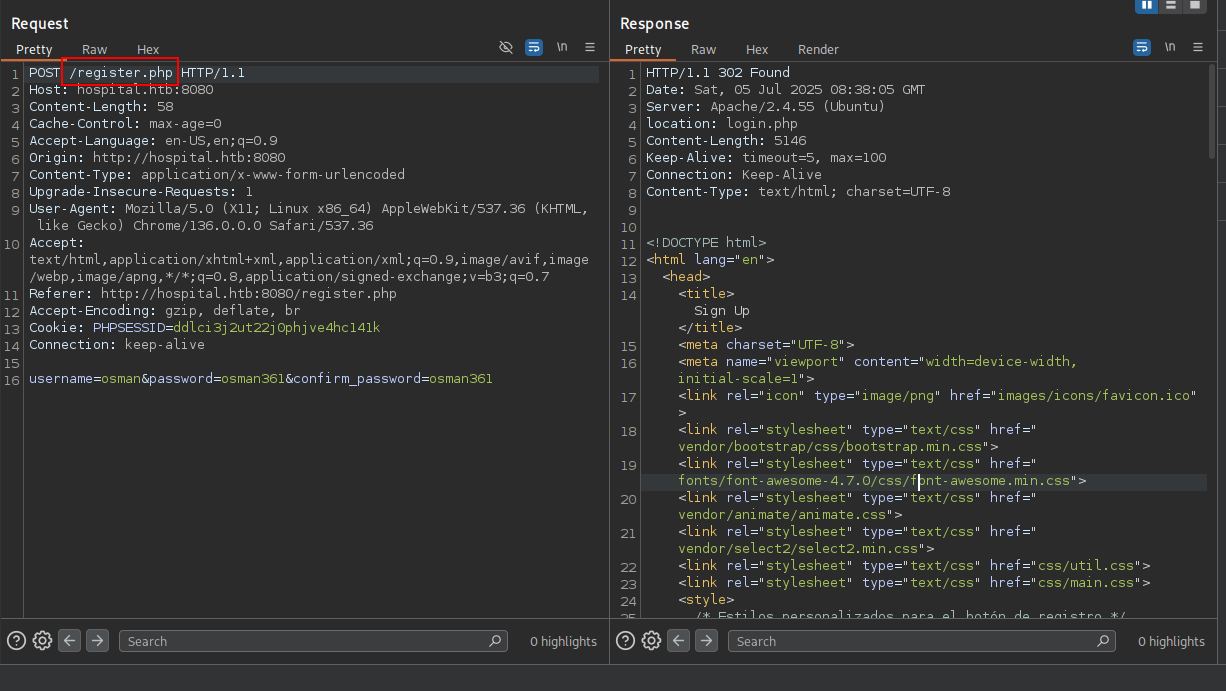 Request
Pretty Raw Hex
\n
1 POST /register.php HTTP/1.1
2 Host: hospital.htb:8080
3 Content-Length: 58
4 Cache-Control: max-age=0
5 Accept-Language: en-US,en;q=0.9
6 Origin: http://hospital.htb:8080
7 Content-Type: application/x-www-form-urlencoded
8 Upgrade-Insecure-Requests: 1
9 User-Agent: Mozilla/5.0 (X11; Linux x86_64) AppleWebKit/537.36 (KHTML,
like Gecko) Chrome/136.0.0.0 Safari/537.36
10 Accept:
text/html,application/xhtml+xml,application/xml;q=0.9,image/avif,image
/webp,image/apng,*/*;q=0.8,application/signed-exchange;v=b3;q=0.7
11 Referer: http://hospital.htb:8080/register.php
12 Accept-Encoding: gzip, deflate, br
13 Cookie: PHPSESSID=ddlci3j2ut22j0phjve4hc141k
14 Connection: keep-alive
15
16 username=osman&password=osman361&confirm_password=osman361
Search
0 highlights
Response
Pretty Raw Hex Render
\n
1 HTTP/1.1 302 Found
2 Date: Sat, 05 Jul 2025 08:38:05 GMT
3 Server: Apache/2.4.55 (Ubuntu)
4 location: login.php
5 Content-Length: 5146
6 Keep-Alive: timeout=5, max=100
7 Connection: Keep-Alive
8 Content-Type: text/html; charset=UTF-8
9
10
11 <!DOCTYPE html>
12 <html lang="en">
13 <head>
14 <title>
Sign Up
</title>
15 <meta charset="UTF-8">
16 <meta name="viewport" content="width=device-width,
initial-scale=1">
17 <link rel="icon" type="image/png" href="images/icons/favicon.ico"
>
18 <link rel="stylesheet" type="text/css" href="
vendor/bootstrap/css/bootstrap.min.css">
19 <link rel="stylesheet" type="text/css" href="
fonts/font-awesome-4.7.0/css/font-awesome.min.css">
20 <link rel="stylesheet" type="text/css" href="
vendor/animate/animate.css">
21 <link rel="stylesheet" type="text/css" href="
vendor/select2/select2.min.css">
22 <link rel="stylesheet" type="text/css" href="css/util.css">
23 <link rel="stylesheet" type="text/css" href="css/main.css">
24 <style>
25 /* Estilos personalizados para el botón de registro */
Search
0 highlights